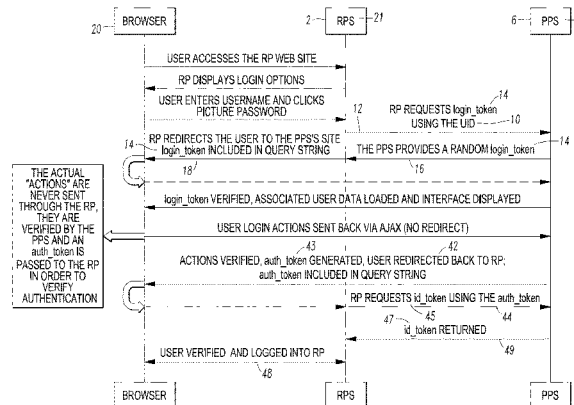 20 BROWSER
2 RPS 21
6 PPS
USER ACCESSES THE RP WEB SITE
RP DISPLAYS LOGIN OPTIONS
USER ENTERS USERNAME AND CLICKS
PICTURE PASSWORD
14
RP REQUESTS login_token
USING THE UID 10
12
RP REDIRECTS THE USER TO THE PPS'S SITE
14 login_token INCLUDED IN QUERY STRING
18
THE PPS PROVIDES A RANDOM login_token 14
16
login_token VERIFIED, ASSOCIATED USER DATA LOADED AND INTERFACE DISPLAYED
USER LOGIN ACTIONS SENT BACK VIA AJAX (NO REDIRECT)
THE ACTUAL
"ACTIONS" ARE
NEVER SENT
THROUGH THE RP,
THEY ARE
VERIFIED BY THE
PPS AND AN
auth_token IS
PASSED TO THE RP
IN ORDER TO
VERIFY
AUTHENTICATION
43 42
ACTIONS VERIFIED, auth_token GENERATED, USER REDIRECTED BACK TO RP;
auth_token INCLUDED IN QUERY STRING
RP REQUESTS id_token USING THE auth_token
47 45 44
id_token RETURNED
49
USER VERIFIED AND LOGGED INTO RP
48
BROWSER
RPS
PPS